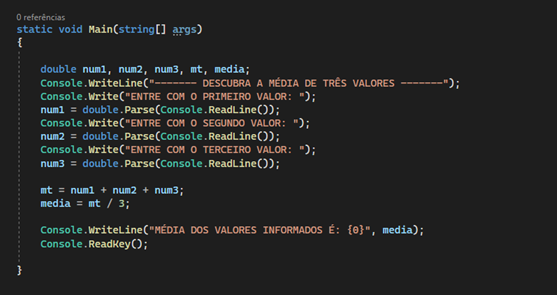 0 referências
static void Main(string[] args)
{
double num1, num2, num3, mt, media;
Console.WriteLine("------- DESCUBRA A MÉDIA DE TRÊS VALORES -------");
Console.Write("ENTRE COM O PRIMEIRO VALOR: ");
num1 = double.Parse(Console.ReadLine());
Console.Write("ENTRE COM O SEGUNDO VALOR: ");
num2 = double.Parse(Console.ReadLine());
Console.Write("ENTRE COM O TERCEIRO VALOR: ");
num3 = double.Parse(Console.ReadLine());
mt = num1 + num2 + num3;
media = mt / 3;
Console.WriteLine("MÉDIA DOS VALORES INFORMADOS É: {0}", media);
Console.ReadKey();
}